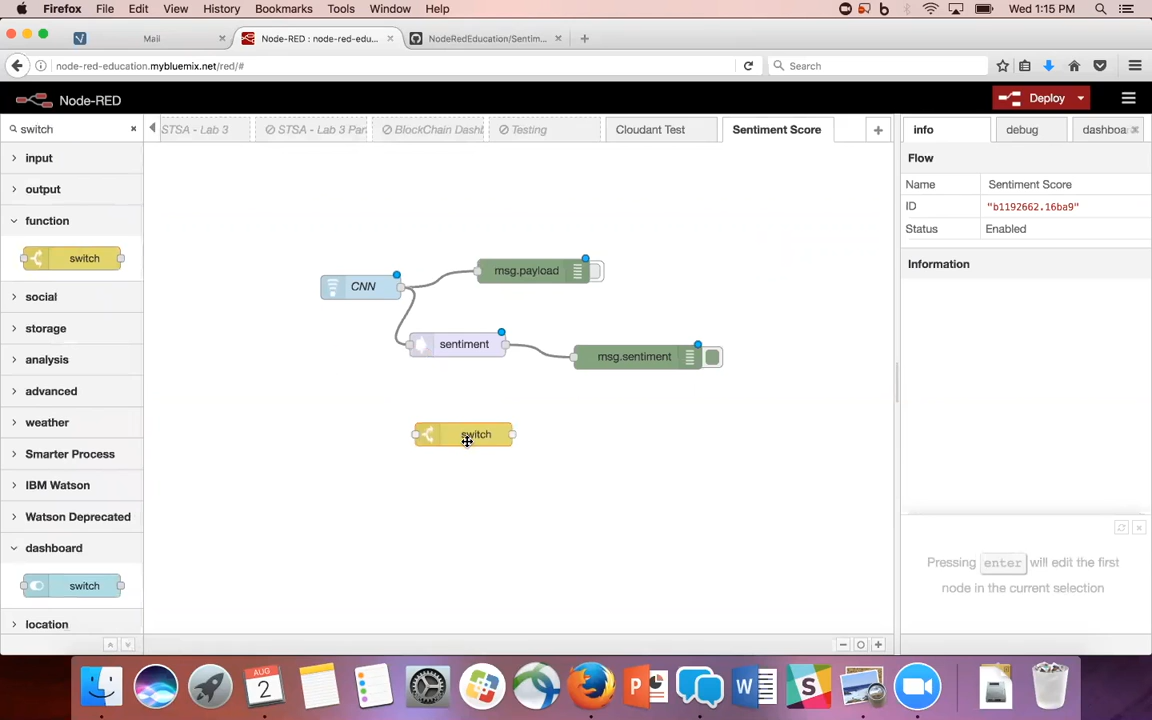 Firefox File Edit View History Bookmarks Tools Window Help Wed 1:15 PM
Mail Node-RED : node-red-edu... NodeRedEducation/Sentim...
node-red-education.mybluemix.net/red/# Search
Node-RED Deploy
switch STSA - Lab 3 STSA - Lab 3 Par BlockChain Dasht Testing Cloudant Test Sentiment Score info debug dashboa
input
output
function
switch
social
storage
analysis
advanced
weather
Smarter Process
IBM Watson
Watson Deprecated
dashboard
switch
location
CNN
msg.payload
sentiment
msg.sentiment
switch
Flow
Name Sentiment Score
ID "b1192662.16ba9"
Status Enabled
Information
Pressing enter will edit the first
node in the current selection
AUG
2